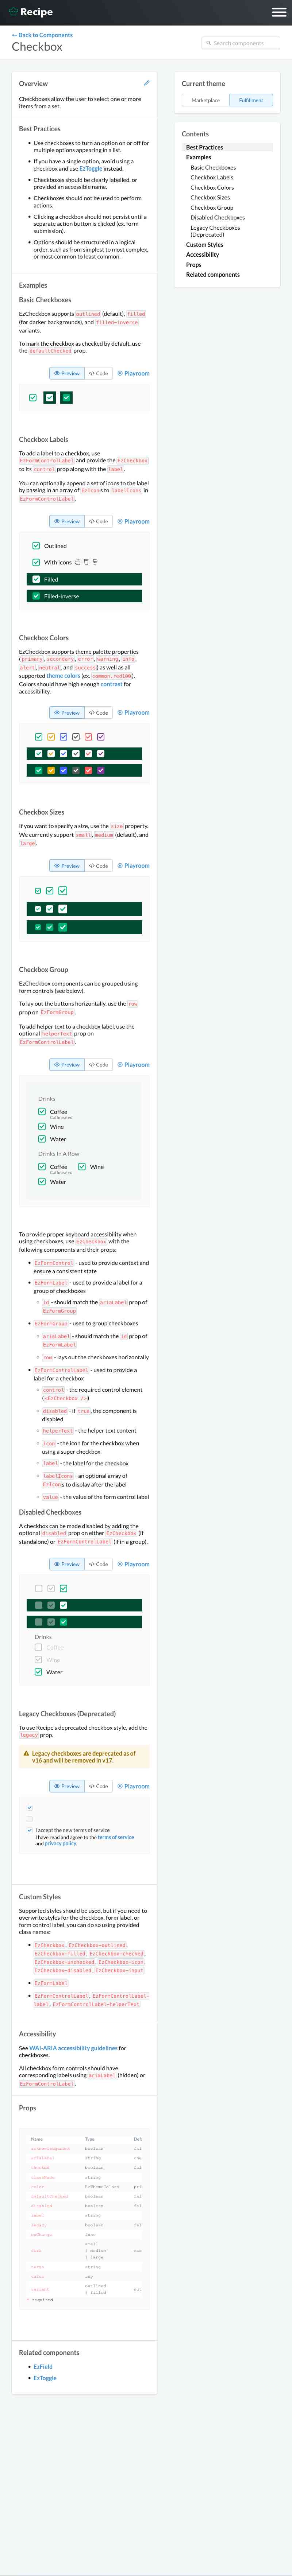 Recipe
← Back to Components
Checkbox
Search components
Overview
Checkboxes allow the user to select one or more
items from a set.
Best Practices
Use checkboxes to turn an option on or off for
multiple options appearing in a list.
If you have a single option, avoid using a
checkbox and use EzToggle instead.
Checkboxes should be clearly labelled, or
provided an accessible name.
Checkboxes should not be used to perform
actions.
Clicking a checkbox should not persist until a
separate action button is clicked (ex. form
submission).
Options should be structured in a logical
order, such as from simplest to most complex,
or most common to least common.
Examples
Basic Checkboxes
EzCheckbox supports outlined (default), filled
(for darker backgrounds), and filled-inverse
variants.
To mark the checkbox as checked by default, use
the defaultChecked prop.
Preview Code Playroom
Checkbox Labels
To add a label to a checkbox, use
EzFormControlLabel and provide the EzCheckbox
to its control prop along with the label.
You can optionally append a set of icons to the label
by passing in an array of EzIcons to labelIcons in
EzFormControlLabel.
Preview Code Playroom
Outlined
With Icons
Filled
Filled-Inverse
Checkbox Colors
EzCheckbox supports theme palette properties
(primary, secondary, error, warning, info,
alert, neutral, and success) as well as all
supported theme colors (ex. common.red100).
Colors should have high enough contrast for
accessibility.
Preview Code Playroom
Checkbox Sizes
If you want to specify a size, use the size property.
We currently support small, medium (default), and
large.
Preview Code Playroom
Checkbox Group
EzCheckbox components can be grouped using
form controls (see below).
To lay out the buttons horizontally, use the row
prop on EzFormGroup.
To add helper text to a checkbox label, use the
optional helperText prop on
EzFormControlLabel.
Preview Code Playroom
Drinks
Coffee
Caffeinated
Wine
Water
Drinks In A Row
Coffee Wine
Caffeinated
Water
To provide proper keyboard accessibility when
using checkboxes, use EzCheckbox with the
following components and their props:
EzFormControl - used to provide context and
ensure a consistent state
EzFormLabel - used to provide a label for a
group of checkboxes
id - should match the ariaLabel prop of
EzFormGroup
EzFormGroup - used to group checkboxes
ariaLabel - should match the id prop of
EzFormLabel
row - lays out the checkboxes horizontally
EzFormControlLabel - used to provide a
label for a checkbox
control - the required control element
(<EzCheckbox />)
disabled - if true, the component is
disabled
helperText - the helper text content
icon - the icon for the checkbox when
using a super checkbox
label - the label for the checkbox
labelIcons - an optional array of
EzIcons to display after the label
value - the value of the form control label
Disabled Checkboxes
A checkbox can be made disabled by adding the
optional disabled prop on either EzCheckbox (if
standalone) or EzFormControlLabel (if in a group).
Preview Code Playroom
Drinks
Coffee
Wine
Water
Legacy Checkboxes (Deprecated)
To use Recipe's deprecated checkbox style, add the
legacy prop.
Legacy checkboxes are deprecated as of
v16 and will be removed in v17.
Preview Code Playroom
I accept the new terms of service
I have read and agree to the terms of service
and privacy policy.
Custom Styles
Supported styles should be used, but if you need to
overwrite styles for the checkbox, form label, or
form control label, you can do so using provided
class names:
EzCheckbox, EzCheckbox-outlined,
EzCheckbox-filled, EzCheckbox-checked,
EzCheckbox-unchecked, EzCheckbox-icon,
EzCheckbox-disabled, EzCheckbox-input
EzFormLabel
EzFormControlLabel, EzFormControlLabel-
label, EzFormControlLabel-helperText
Accessibility
See WAI-ARIA accessibility guidelines for
checkboxes.
All checkbox form controls should have
corresponding labels using ariaLabel (hidden) or
EzFormControlLabel.
Props
Name Type
boolean
ariaLabel string
checked boolean
className string
color EzThemeColors
defaultChecked boolean
disabled boolean
label string
legacy boolean
onChange func
small
size | medium
| large
string
value any
outlined
variant | filled
* required
Related components
EzField
EzToggle
Current theme
Marketplace Fulfillment
Contents
Best Practices
Examples
Basic Checkboxes
Checkbox Labels
Checkbox Colors
Checkbox Sizes
Checkbox Group
Disabled Checkboxes
Legacy Checkboxes
(Deprecated)
Custom Styles
Accessibility
Props
Related components